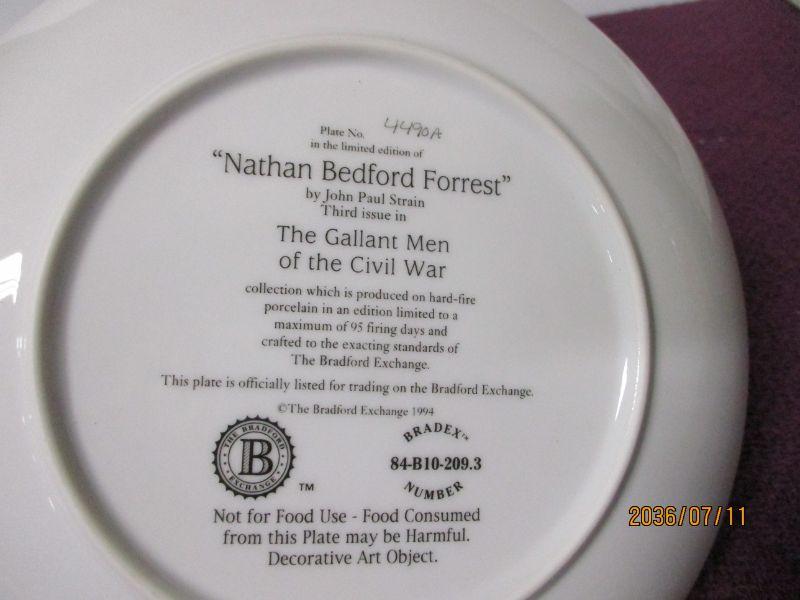 Plate No. 4490A
in the limited edition of
"Nathan Bedford Forrest"
by John Paul Strain
Third issue in
The Gallant Men
of the Civil War
collection which is produced on hard-fire
porcelain in an edition limited to a
maximum of 95 firing days and
crafted to the exacting standards of
The Bradford Exchange.
This plate is officially listed for trading on the Bradford Exchange.
©The Bradford Exchange 1994
THE BRADFORD
B
EXCHANGE
™
BRADEX™
84-B10-209.3
NUMBER
Not for Food Use - Food Consumed
from this Plate may be Harmful.
Decorative Art Object.
2036/07/11